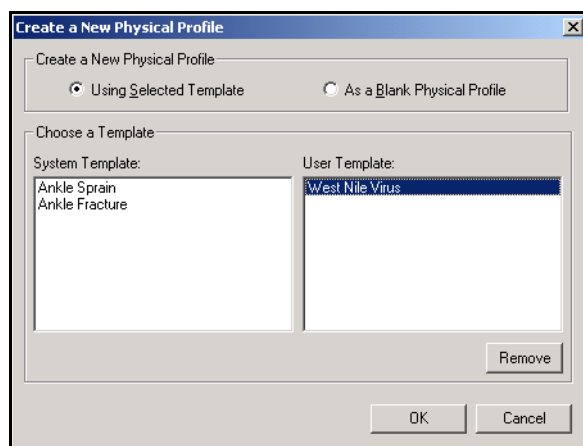 Create a New Physical Profile
Create a New Physical Profile
Using Selected Template
As a Blank Physical Profile
Choose a Template
System Template:
User Template:
Ankle Sprain
Ankle Fracture
West Nile Virus
Remove
OK
Cancel